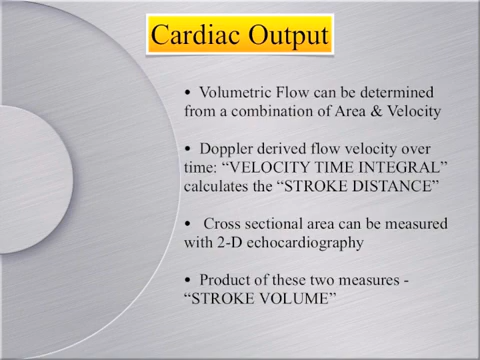 Cardiac Output
• Volumetric Flow can be determined
from a combination of Area & Velocity
• Doppler derived flow velocity over
time: “VELOCITY TIME INTEGRAL”
calculates the “STROKE DISTANCE”
• Cross sectional area can be measured
with 2-D echocardiography
• Product of these two measures -
“STROKE VOLUME”